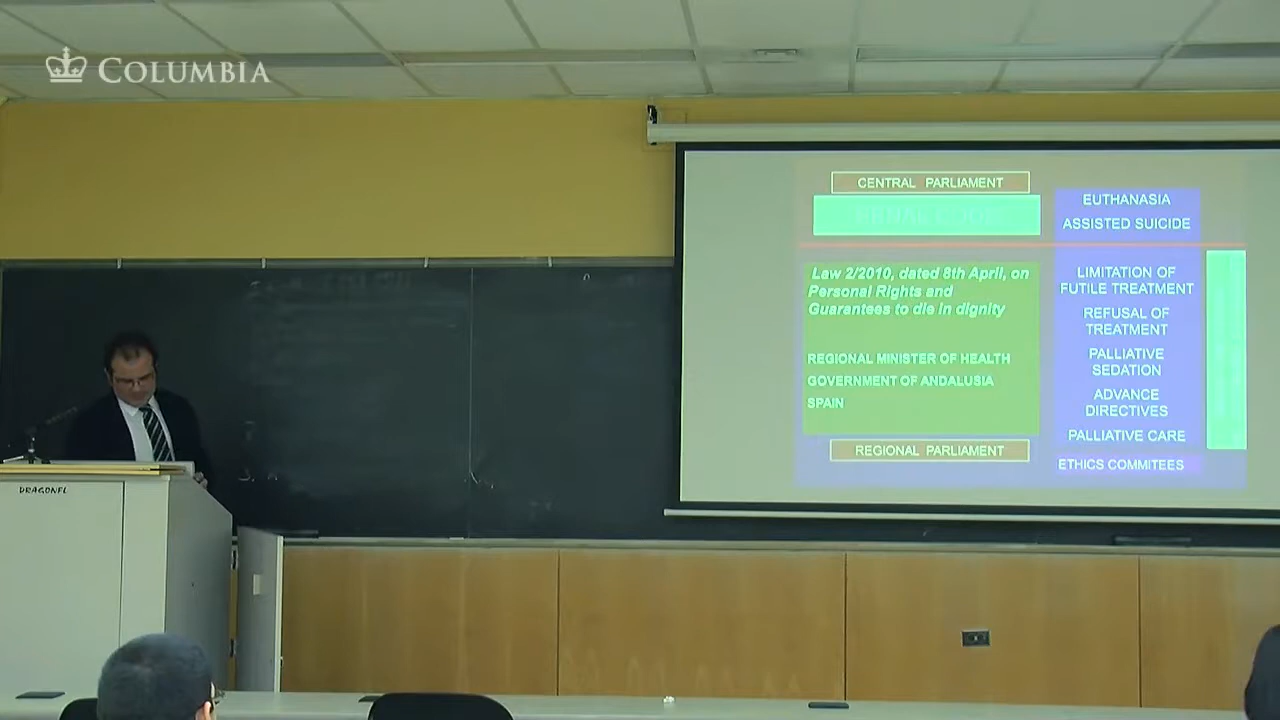 COLUMBIA
CENTRAL PARLIAMENT
PENAL CODE
EUTHANASIA
ASSISTED SUICIDE
Law 2/2010, dated 8th April, on
Personal Rights and
Guarantees to die in dignity
REGIONAL MINISTER OF HEALTH
GOVERNMENT OF ANDALUSIA
SPAIN
REGIONAL PARLIAMENT
LIMITATION OF
FUTILE TREATMENT
REFUSAL OF
TREATMENT
PALLIATIVE
SEDATION
ADVANCE
DIRECTIVES
PALLIATIVE CARE
ETHICS COMMITEES
DRAGONFL